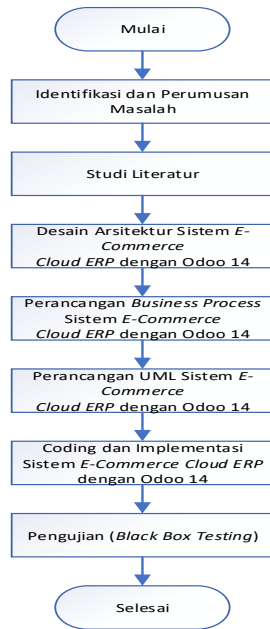 Mulai
Identifikasi dan Perumusan
Masalah
Studi Literatur
Desain Arsitektur Sistem E-
Commerce
Cloud ERP dengan Odoo 14
Perancangan Business Process
Sistem E-Commerce
Cloud ERP dengan Odoo 14
Perancangan UML Sistem E-
Commerce
Cloud ERP dengan Odoo 14
Coding dan Implementasi
Sistem E-Commerce Cloud ERP
dengan Odoo 14
Pengujian (Black Box Testing)
Selesai